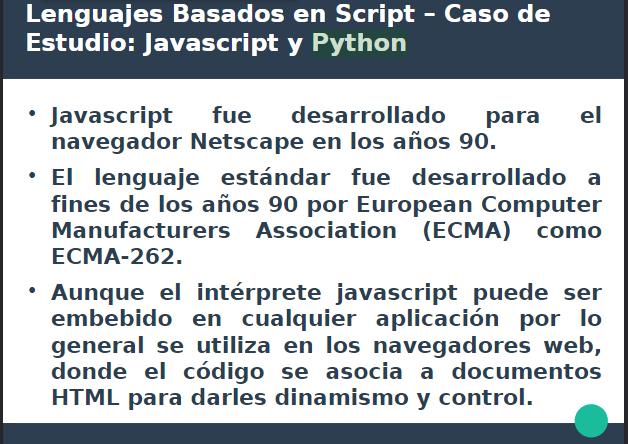 Lenguajes Basados en Script – Caso de
Estudio: Javascript y Python
• Javascript fue desarrollado para el
navegador Netscape en los años 90.
• El lenguaje estándar fue desarrollado a
fines de los años 90 por European Computer
Manufacturers Association (ECMA) como
ECMA-262.
• Aunque el intérprete javascript puede ser
embebido en cualquier aplicación por lo
general se utiliza en los navegadores web,
donde el código se asocia a documentos
HTML para darles dinamismo y control.